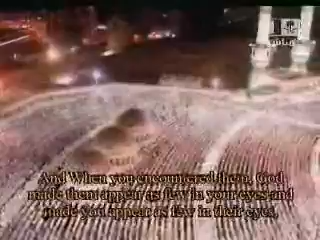 And When you encountered them, God
made them appear as few in your eyes and
made you appear as few in their eyes,